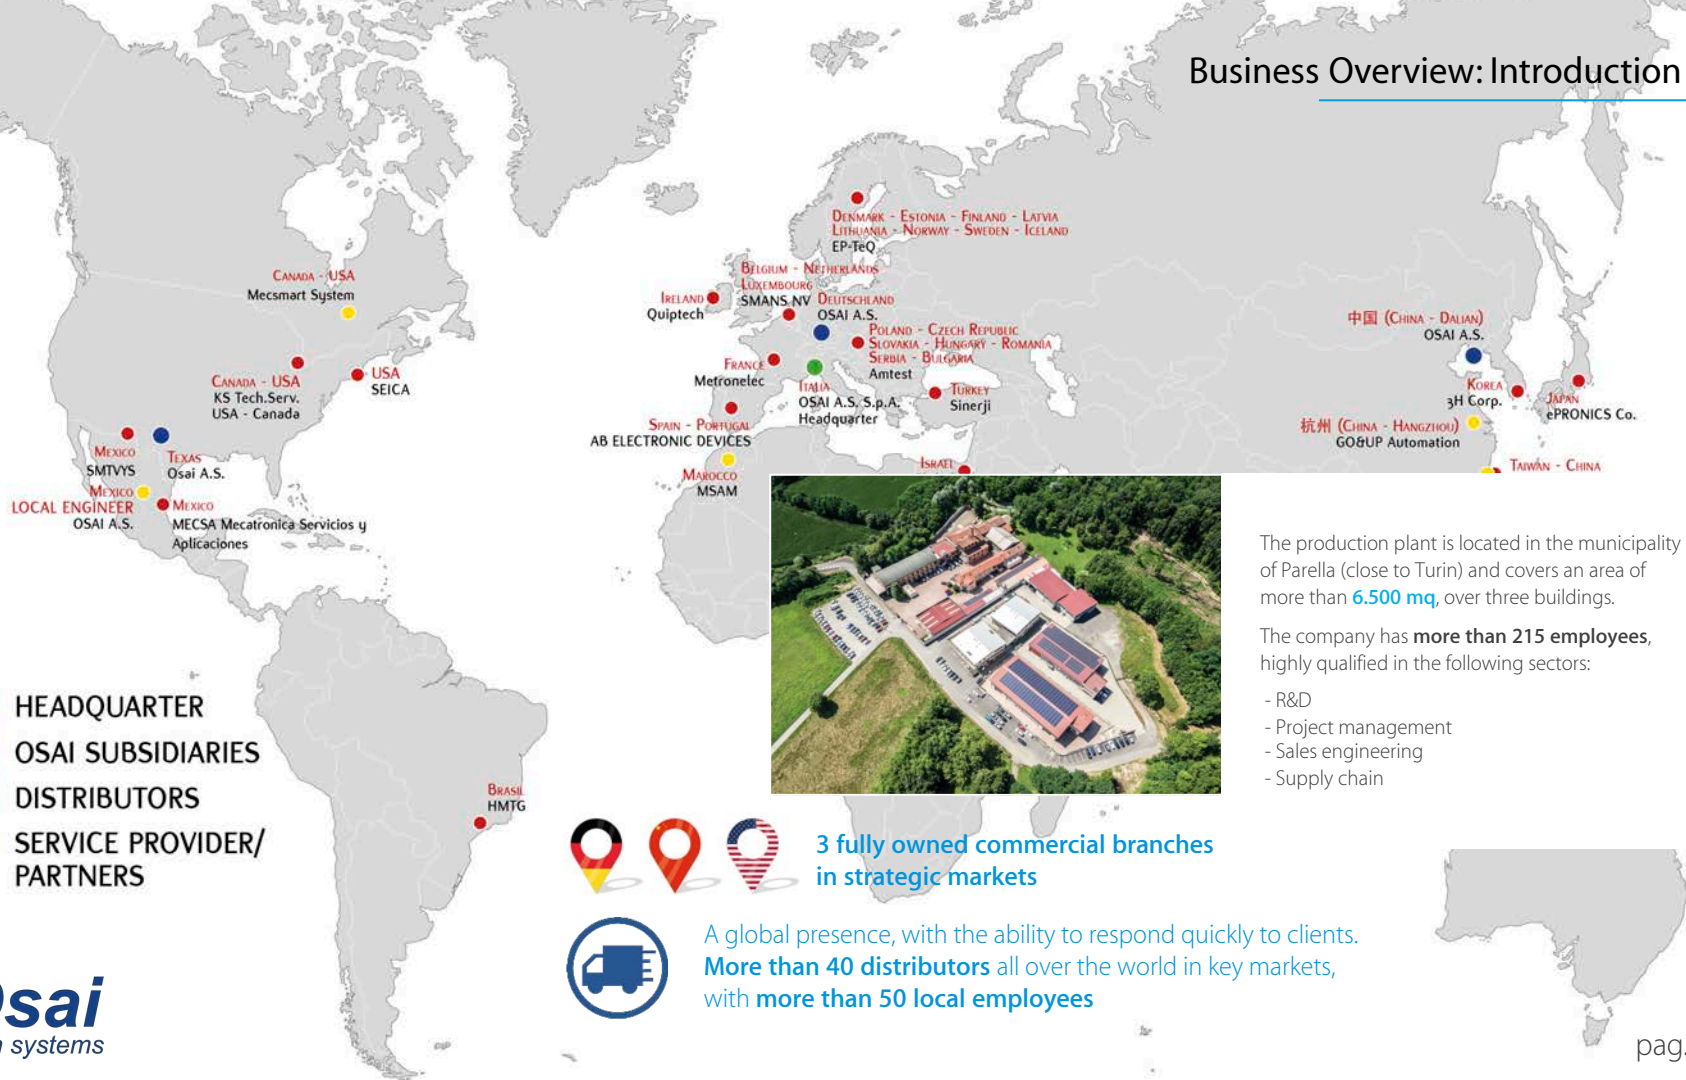 Business Overview: Introduction
DENMARK - ESTONIA - FINLAND - LATVIA
LITHUANIA - NORWAY - SWEDEN - ICELAND
EP-TeQ
CANADA - USA
Mecsmart System
BELGIUM - NETHERLANDS
LUXEMBOURG
SMANS NV
IRELAND
Quiptech
DEUTSCHLAND
OSAI A.S.
POLAND - CZECH REPUBLIC
SLOVAKIA - HUNGARY - ROMANIA
SERBIA - BULGARIA
Amtest
中国 (CHINA - DALIAN)
OSAI A.S.
FRANCE
Metronelec
ITALIA
OSAI A.S. S.p.A.
Headquarter
TURKEY
Sinerji
CANADA - USA
KS Tech.Serv.
USA - Canada
USA
SEICA
KOREA
3H Corp.
JAPAN
ePRONICS Co.
SPAIN - PORTUGAL
AB ELECTRONIC DEVICES
杭州 (CHINA - HANGZHOU)
GO&UP Automation
MEXICO
SMTVYS
TEXAS
Osai A.S.
ISRAEL
TAIWAN - CHINA
MAROCCO
MSAM
MEXICO
LOCAL ENGINEER
OSAI A.S.
MEXICO
MECSA Mecatronica Servicios y
Aplicaciones
The production plant is located in the municipality
of Parella (close to Turin) and covers an area of
more than 6.500 mq, over three buildings.
The company has more than 215 employees,
highly qualified in the following sectors:
- R&D
- Project management
- Sales engineering
- Supply chain
HEADQUARTER
OSAI SUBSIDIARIES
DISTRIBUTORS
SERVICE PROVIDER/
PARTNERS
BRASIL
HMTG
3 fully owned commercial branches
in strategic markets
A global presence, with the ability to respond quickly to clients.
More than 40 distributors all over the world in key markets,
with more than 50 local employees
Osai
systems
pag.